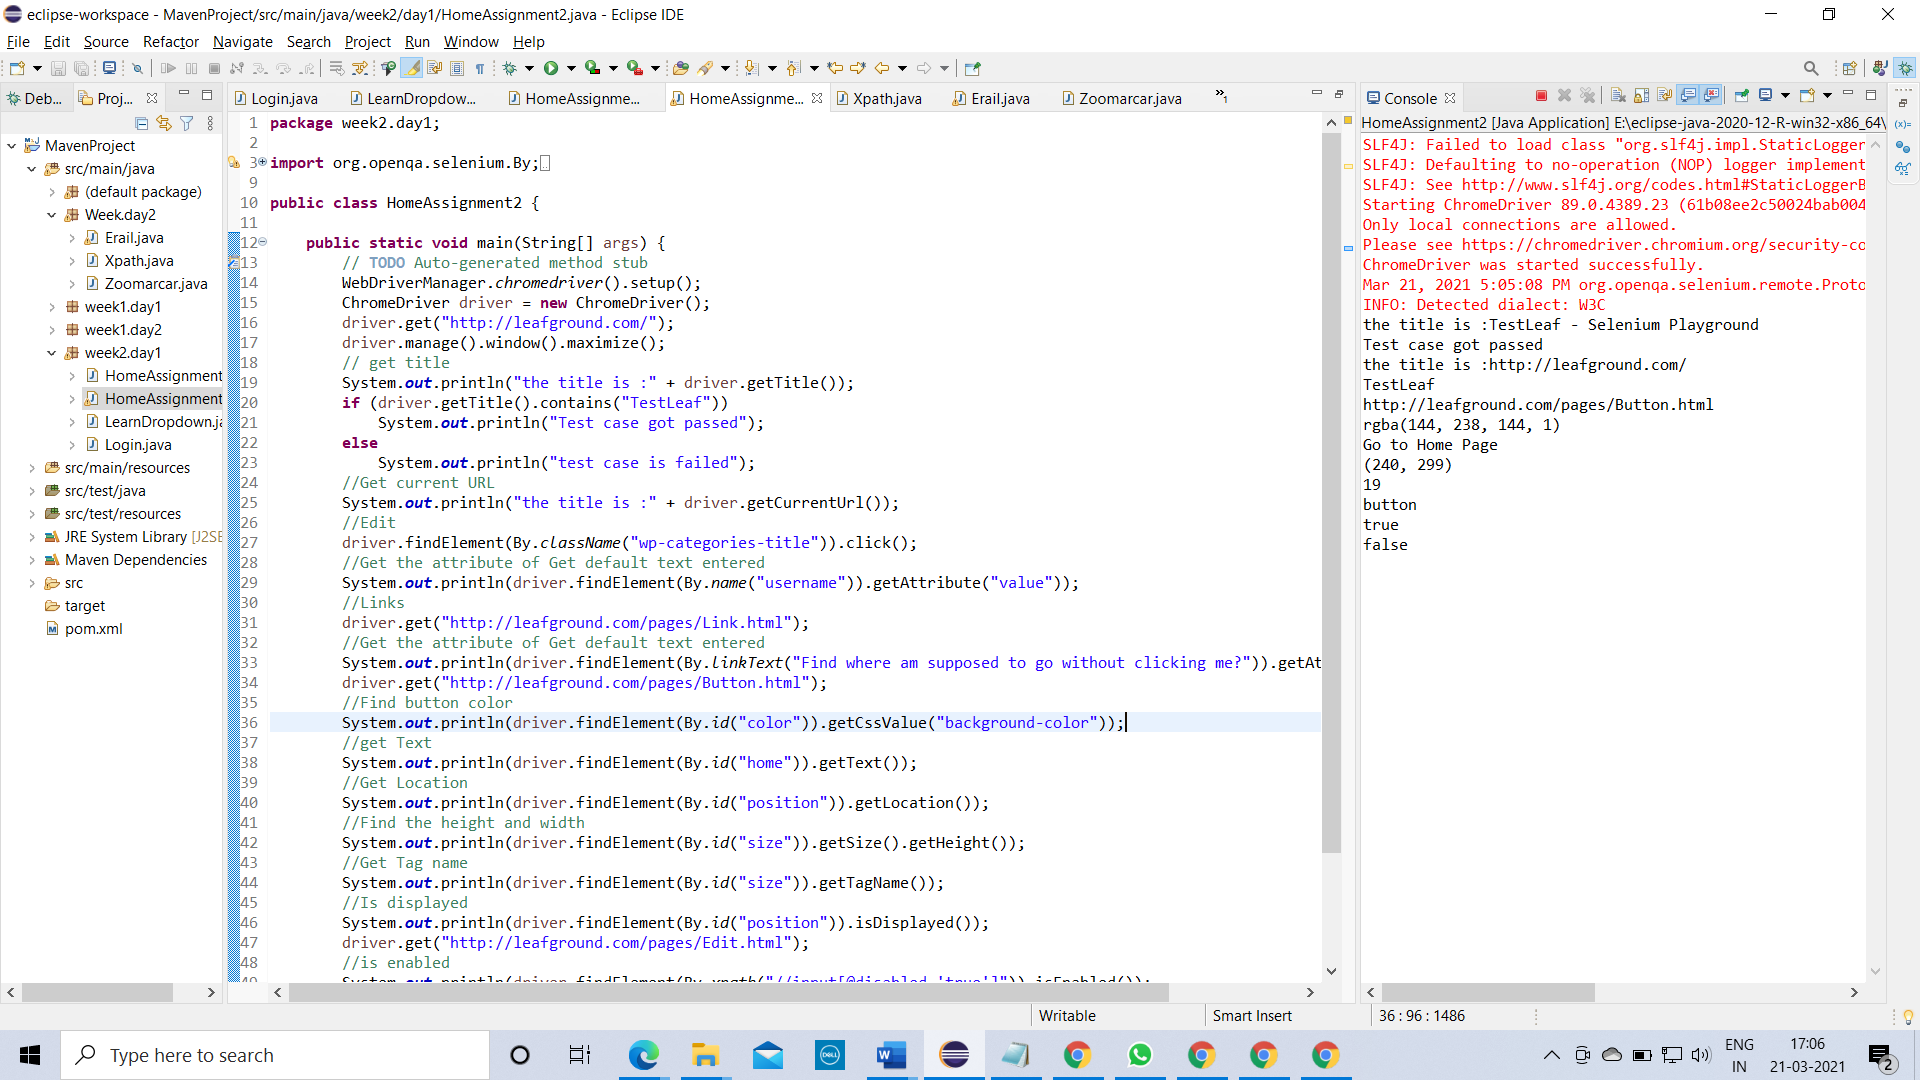 eclipse-workspace - MavenProject/src/main/java/week2/day1/HomeAssignment2.java - Eclipse IDE
File Edit Source Refactor Navigate Search Project Run Window Help
Deb... Proj...
MavenProject
src/main/java
(default package)
Week.day2
Erail.java
Xpath.java
Zoomarcar.java
week1.day1
week1.day2
week2.day1
HomeAssignment
HomeAssignment
LearnDropdown.ja
Login.java
src/main/resources
src/test/java
src/test/resources
JRE System Library [J2SE
Maven Dependencies
src
target
pom.xml
Login.java LearnDropdow... HomeAssignme... HomeAssignme... Xpath.java Erail.java Zoomarcar.java »1
1 package week2.day1;
2
3 import org.openqa.selenium.By;
9
10 public class HomeAssignment2 {
11
12 public static void main(String[] args) {
13 // TODO Auto-generated method stub
14 WebDriverManager.chromedriver().setup();
15 ChromeDriver driver = new ChromeDriver();
16 driver.get("http://leafground.com/");
17 driver.manage().window().maximize();
18 // get title
19 System.out.println("the title is :" + driver.getTitle());
20 if (driver.getTitle().contains("TestLeaf"))
21 System.out.println("Test case got passed");
22 else
23 System.out.println("test case is failed");
24 //Get current URL
25 System.out.println("the title is :" + driver.getCurrentUrl());
26 //Edit
27 driver.findElement(By.className("wp-categories-title")).click();
28 //Get the attribute of Get default text entered
29 System.out.println(driver.findElement(By.name("username")).getAttribute("value"));
30 //Links
31 driver.get("http://leafground.com/pages/Link.html");
32 //Get the attribute of Get default text entered
33 System.out.println(driver.findElement(By.linkText("Find where am supposed to go without clicking me?")).getAt
34 driver.get("http://leafground.com/pages/Button.html");
35 //Find button color
36 System.out.println(driver.findElement(By.id("color")).getCssValue("background-color"));
37 //get Text
38 System.out.println(driver.findElement(By.id("home")).getText());
39 //Get Location
40 System.out.println(driver.findElement(By.id("position")).getLocation());
41 //Find the height and width
42 System.out.println(driver.findElement(By.id("size")).getSize().getHeight());
43 //Get Tag name
44 System.out.println(driver.findElement(By.id("size")).getTagName());
45 //Is displayed
46 System.out.println(driver.findElement(By.id("position")).isDisplayed());
47 driver.get("http://leafground.com/pages/Edit.html");
48 //is enabled
Console
HomeAssignment2 [Java Application] E:\eclipse-java-2020-12-R-win32-x86_64\
SLF4J: Failed to load class "org.slf4j.impl.StaticLogger
SLF4J: Defaulting to no-operation (NOP) logger implement
SLF4J: See http://www.slf4j.org/codes.html#StaticLoggerB
Starting ChromeDriver 89.0.4389.23 (61b08ee2c50024bab004
Only local connections are allowed.
Please see https://chromedriver.chromium.org/security-co
ChromeDriver was started successfully.
Mar 21, 2021 5:05:08 PM org.openqa.selenium.remote.Proto
INFO: Detected dialect: W3C
the title is :TestLeaf - Selenium Playground
Test case got passed
the title is :http://leafground.com/
TestLeaf
http://leafground.com/pages/Button.html
rgba(144, 238, 144, 1)
Go to Home Page
(240, 299)
19
button
true
false
Writable Smart Insert 36 : 96 : 1486
Type here to search
DELL
W
ENG
IN
17:06
21-03-2021
2